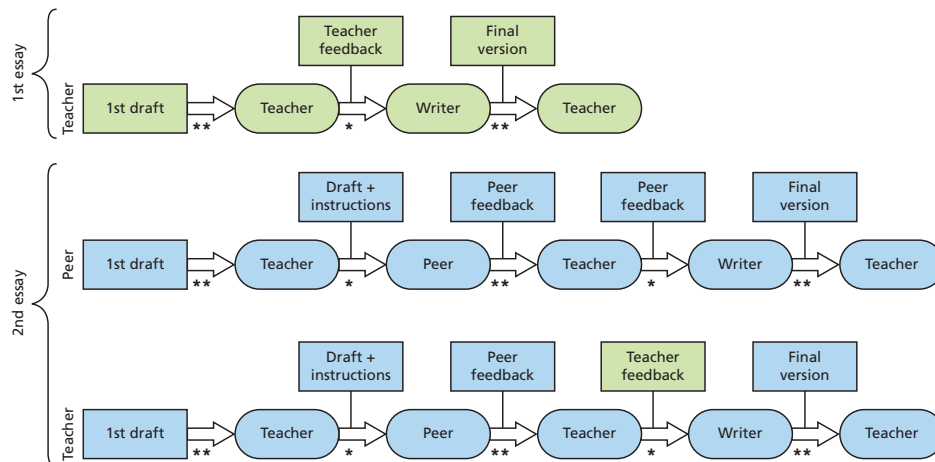 1st essay
Teacher
Teacher
feedback
Final
version
1st draft
Teacher
Writer
Teacher
**
*
**
2nd essay
Peer
Draft +
instructions
Peer
feedback
Peer
feedback
Final
version
1st draft
Teacher
Peer
Teacher
Writer
Teacher
**
*
**
*
**
Teacher
Draft +
instructions
Peer
feedback
Teacher
feedback
Final
version
1st draft
Teacher
Peer
Teacher
Writer
Teacher
**
*
**
*
**